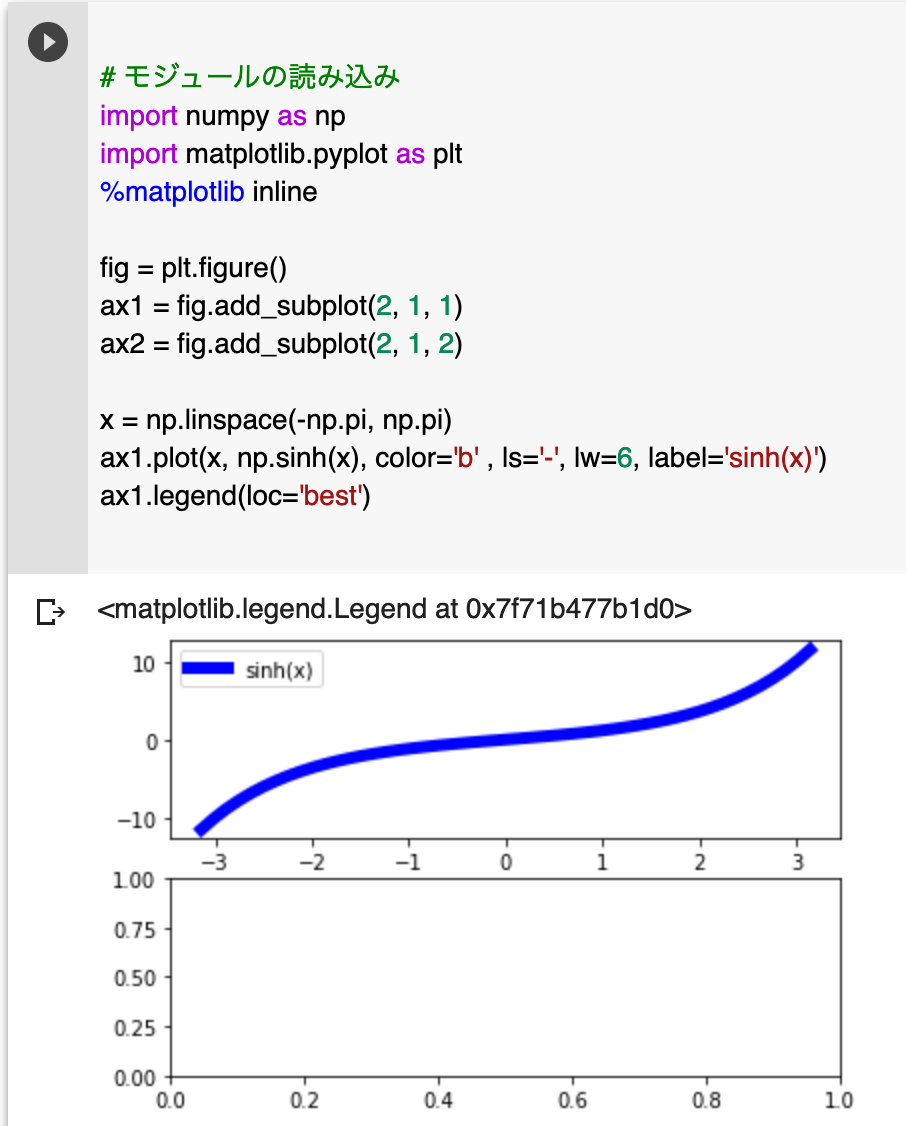 # モジュールの読み込み
import numpy as np
import matplotlib.pyplot as plt
%matplotlib inline
fig = plt.figure()
ax1 = fig.add_subplot(2, 1, 1)
ax2 = fig.add_subplot(2, 1, 2)
x = np.linspace(-np.pi, np.pi)
ax1.plot(x, np.sinh(x), color='b' , ls='-', lw=6, label='sinh(x)')
ax1.legend(loc='best')
<matplotlib.legend.Legend at 0x7f71b477b1d0>
10
sinh(x)
0
−10
−3 −2 −1 0 1 2 3
1.00
0.75
0.50
0.25
0.00
0.0 0.2 0.4 0.6 0.8 1.0